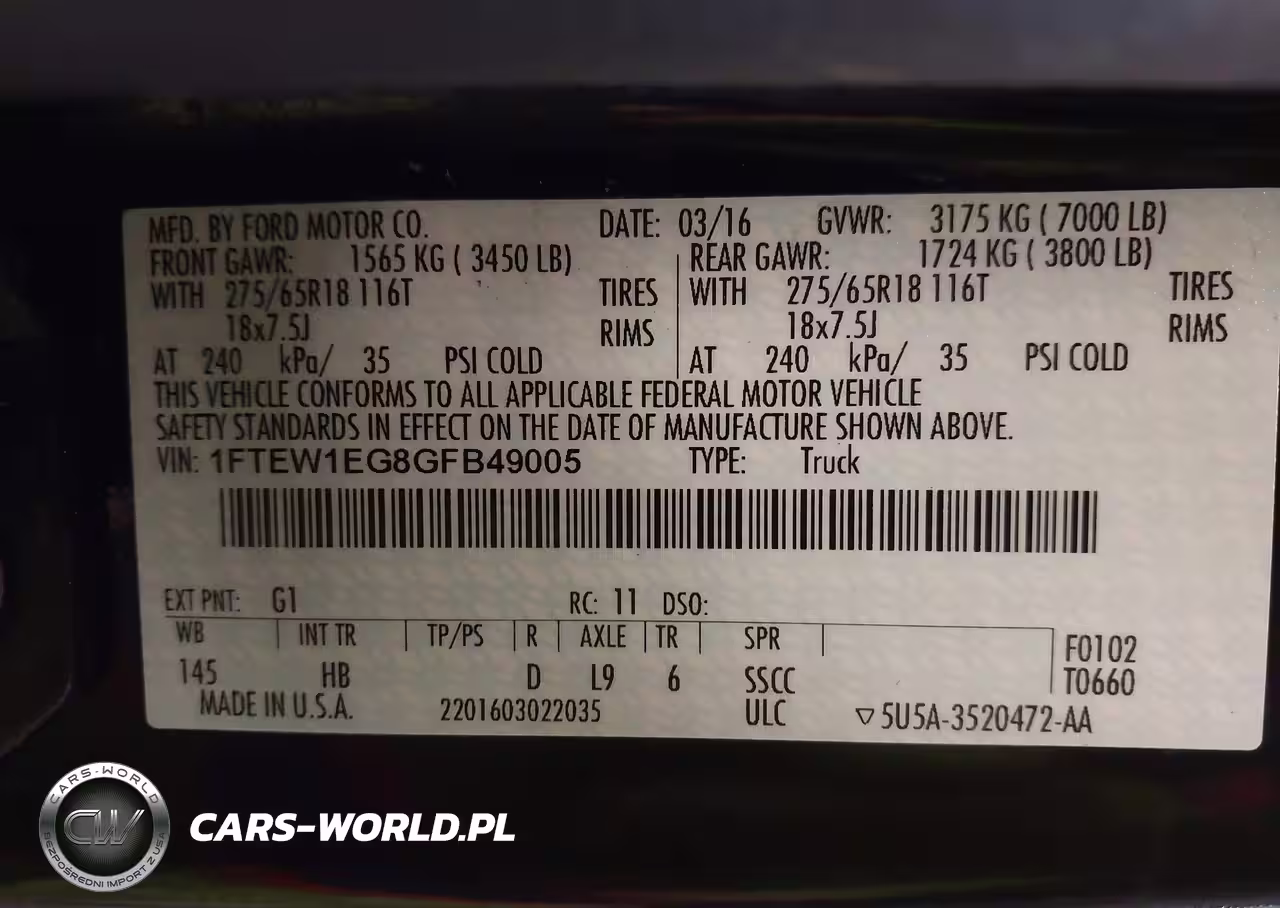 MFD. BY FORD MOTOR CO. DATE: 03/16 GVWR: 3175 KG ( 7000 LB)
FRONT GAWR: 1565 KG ( 3450 LB) REAR GAWR: 1724 KG ( 3800 LB)
WITH 275/65R18 116T TIRES WITH 275/65R18 116T TIRES
18x7.5J RIMS 18x7.5J RIMS
AT 240 kPa/ 35 PSI COLD AT 240 kPa/ 35 PSI COLD
THIS VEHICLE CONFORMS TO ALL APPLICABLE FEDERAL MOTOR VEHICLE
SAFETY STANDARDS IN EFFECT ON THE DATE OF MANUFACTURE SHOWN ABOVE.
VIN: 1FTEW1EG8GFB49005 TYPE: Truck
EXT PNT: G1 RC: 11 DSO:
WB INT TR TP/PS R AXLE TR SPR F0102
145 HB D L9 6 SSCC T0660
MADE IN U.S.A. 2201603022035 ULC ▽5U5A-3520472-AA
CARS-WORLD
CW
BEZPOŚREDNI IMPORT Z USA
CARS-WORLD.PL